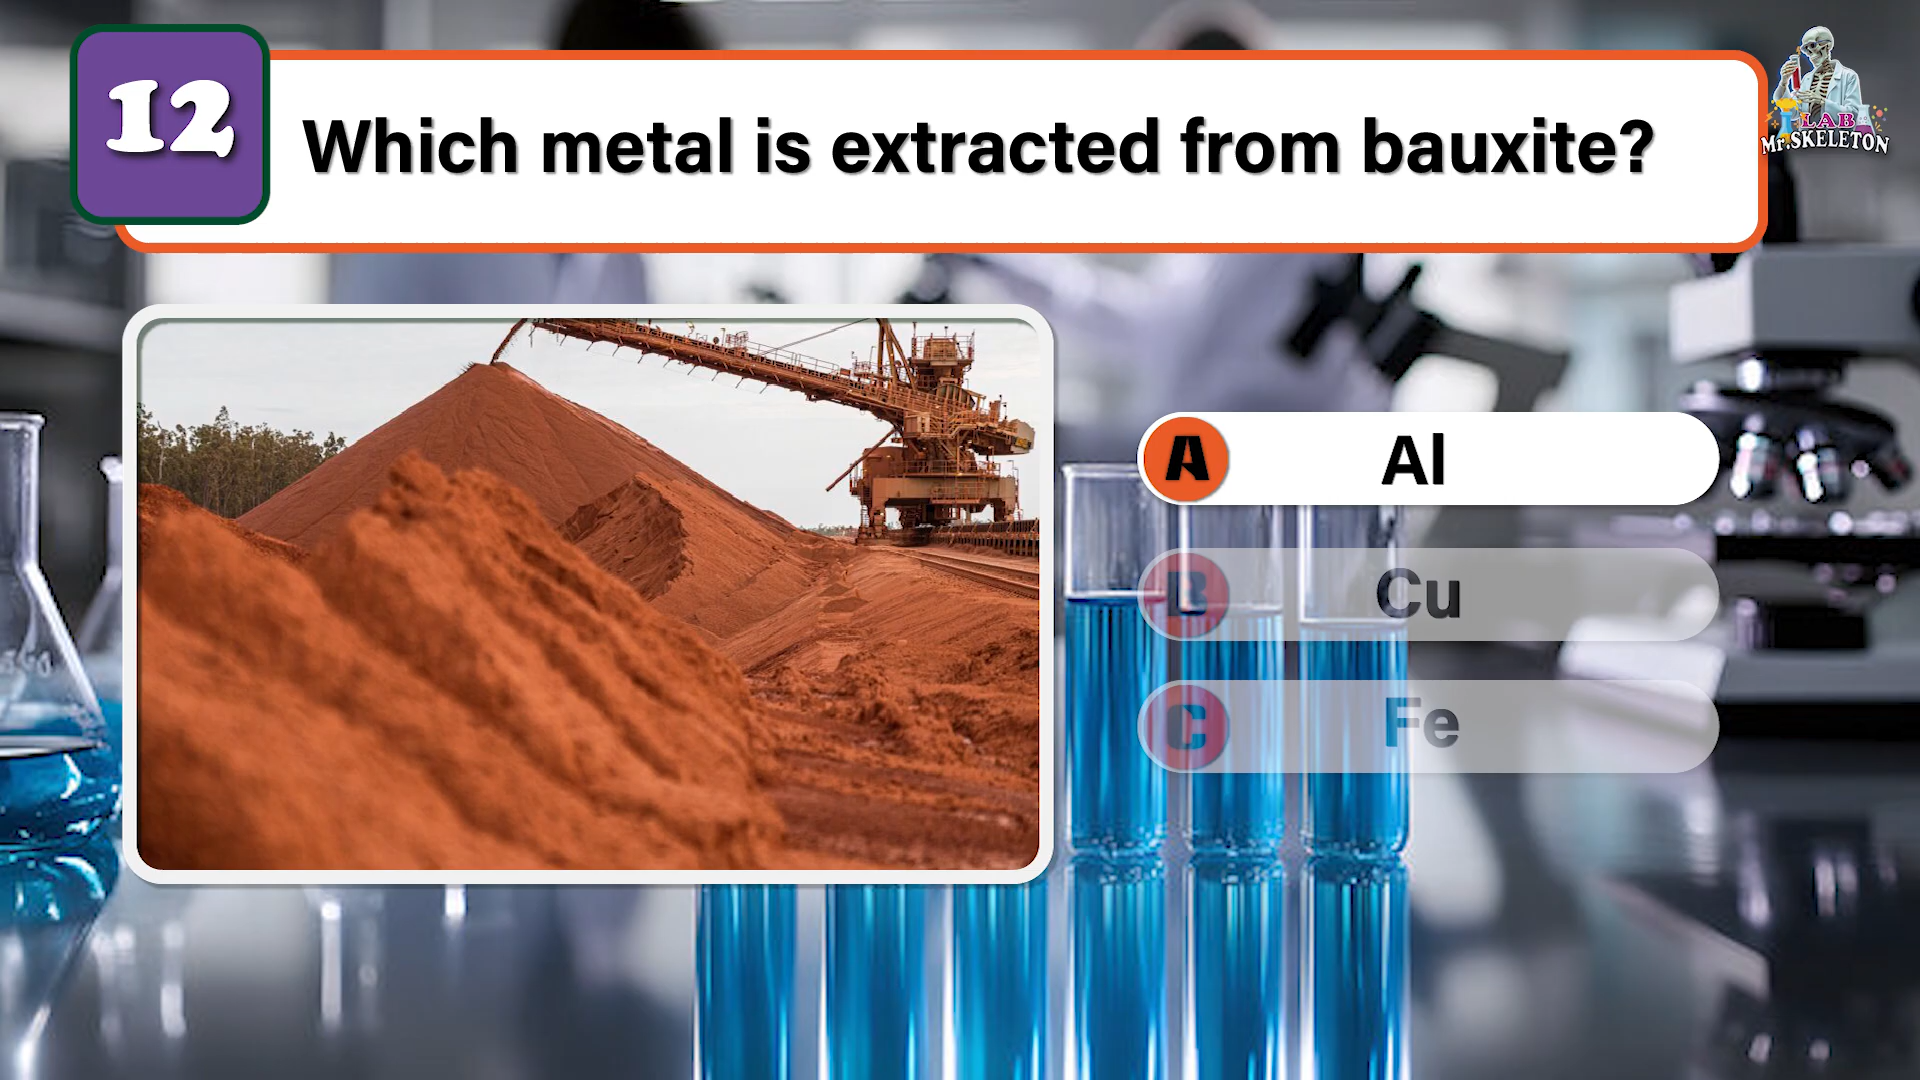 12
Which metal is extracted from bauxite?
LAB
Mr.SKELETON
A
Al
B
Cu
C
Fe